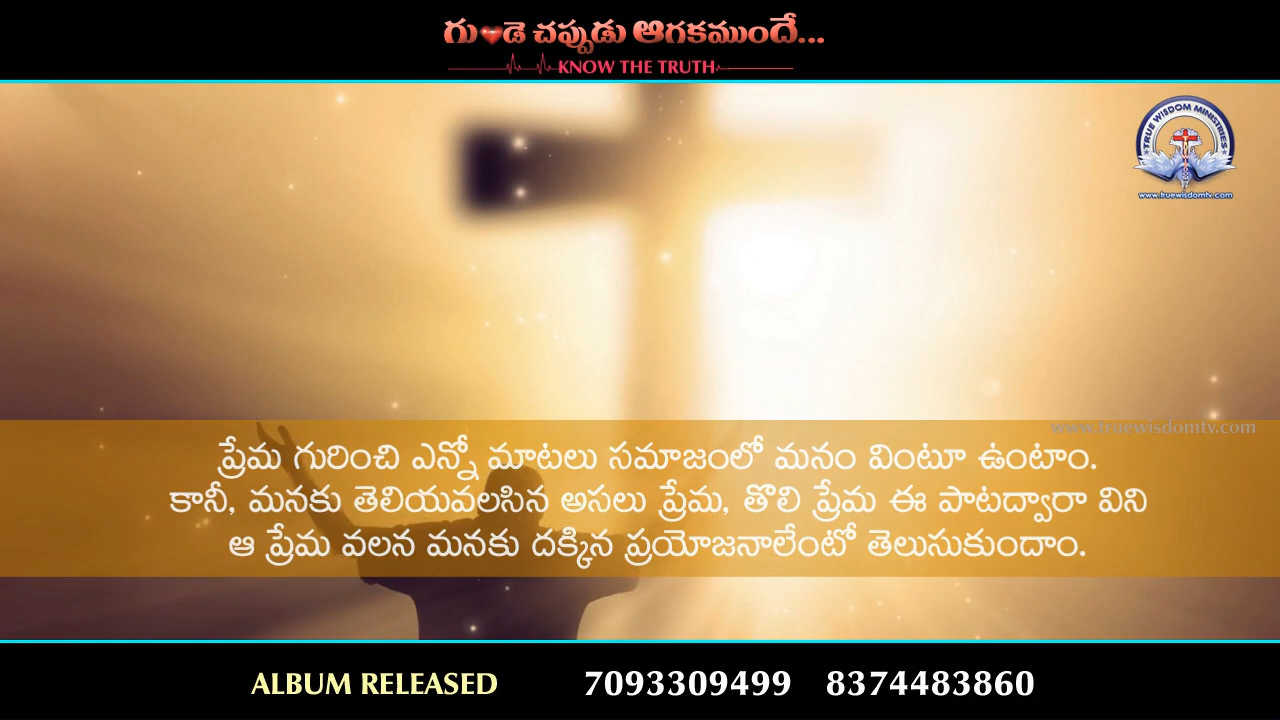 గుండె చప్పుడు ఆగకముందే...
KNOW THE TRUTH
TRUE WISDOM MINISTRIES
www.truewisdomtv.com
www.truewisdomtv.com
ప్రేమ గురించి ఎన్నో మాటలు సమాజంలో మనం వింటూ ఉంటాం.
కానీ, మనకు తెలియవలసిన అసలు ప్రేమ, తొలి ప్రేమ ఈ పాటద్వారా విని
ఆ ప్రేమ వలన మనకు దక్కిన ప్రయోజనాలేంటో తెలుసుకుందాం.
ALBUM RELEASED 7093309499 8374483860